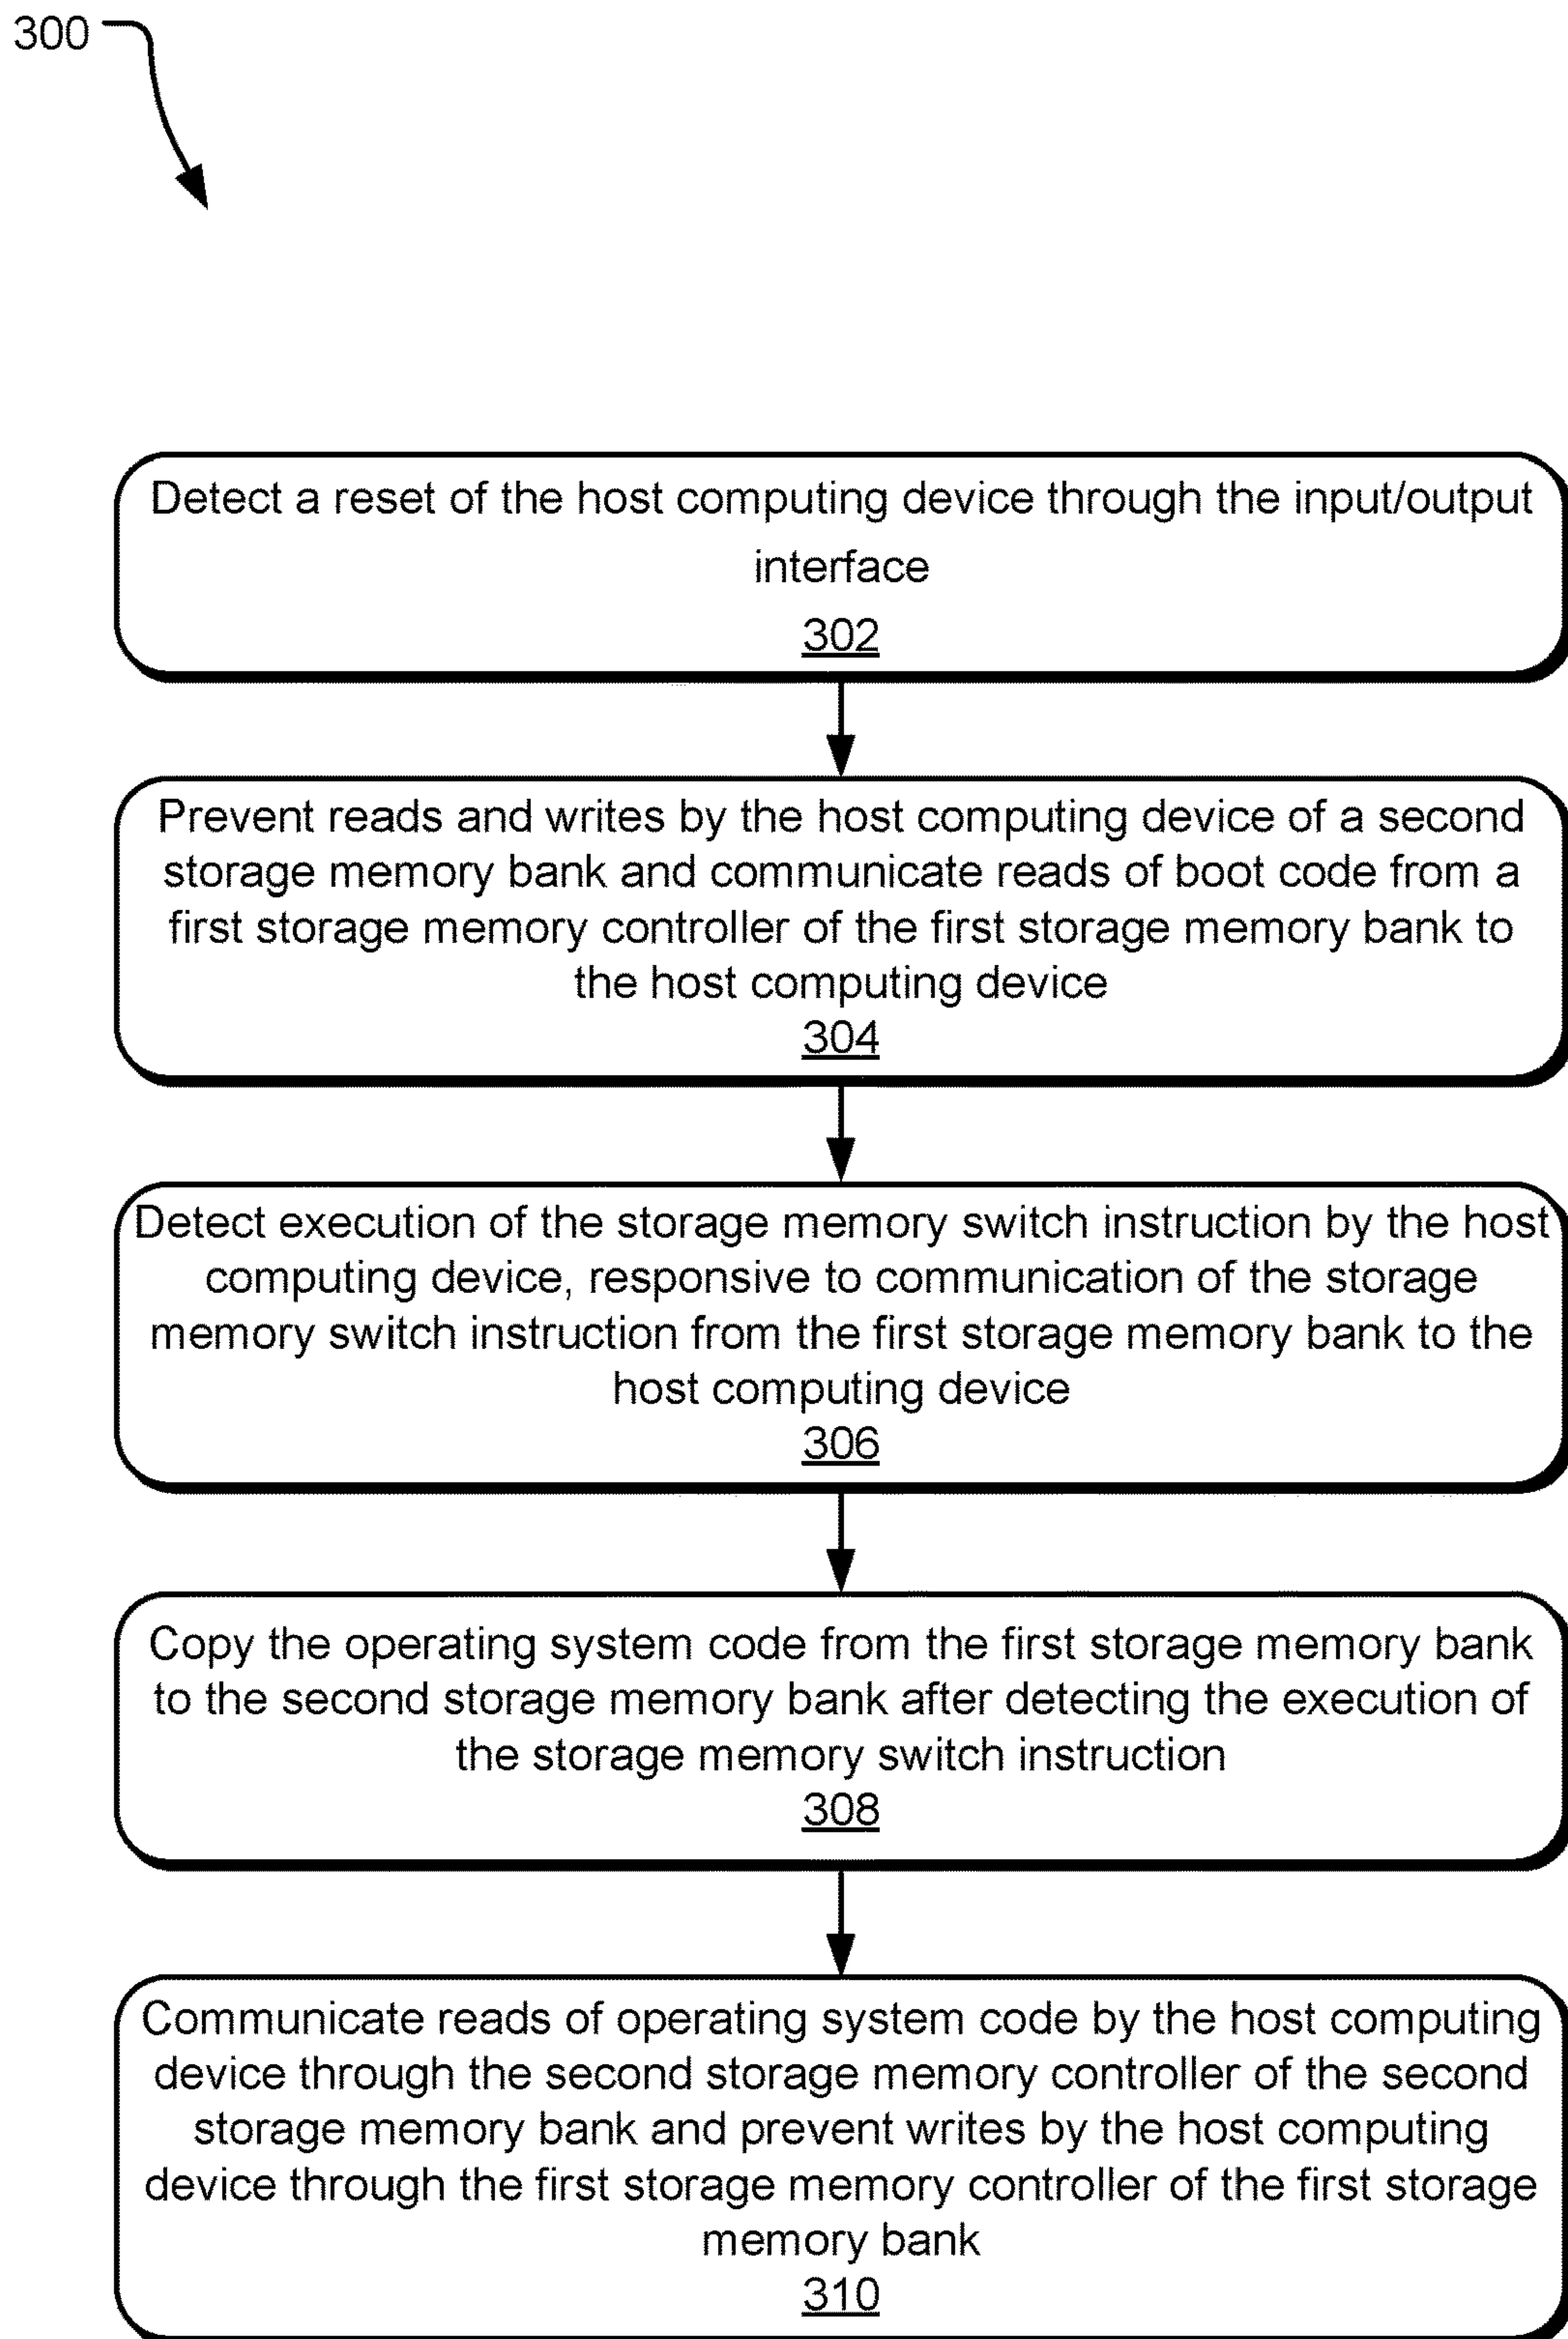 300
Detect a reset of the host computing device through the input/output
interface
302
Prevent reads and writes by the host computing device of a second
storage memory bank and communicate reads of boot code from a
first storage memory controller of the first storage memory bank to
the host computing device
304
Detect execution of the storage memory switch instruction by the host
computing device, responsive to communication of the storage
memory switch instruction from the first storage memory bank to the
host computing device
306
Copy the operating system code from the first storage memory bank
to the second storage memory bank after detecting the execution of
the storage memory switch instruction
308
Communicate reads of operating system code by the host computing
device through the second storage memory controller of the second
storage memory bank and prevent writes by the host computing
device through the first storage memory controller of the first storage
memory bank
310